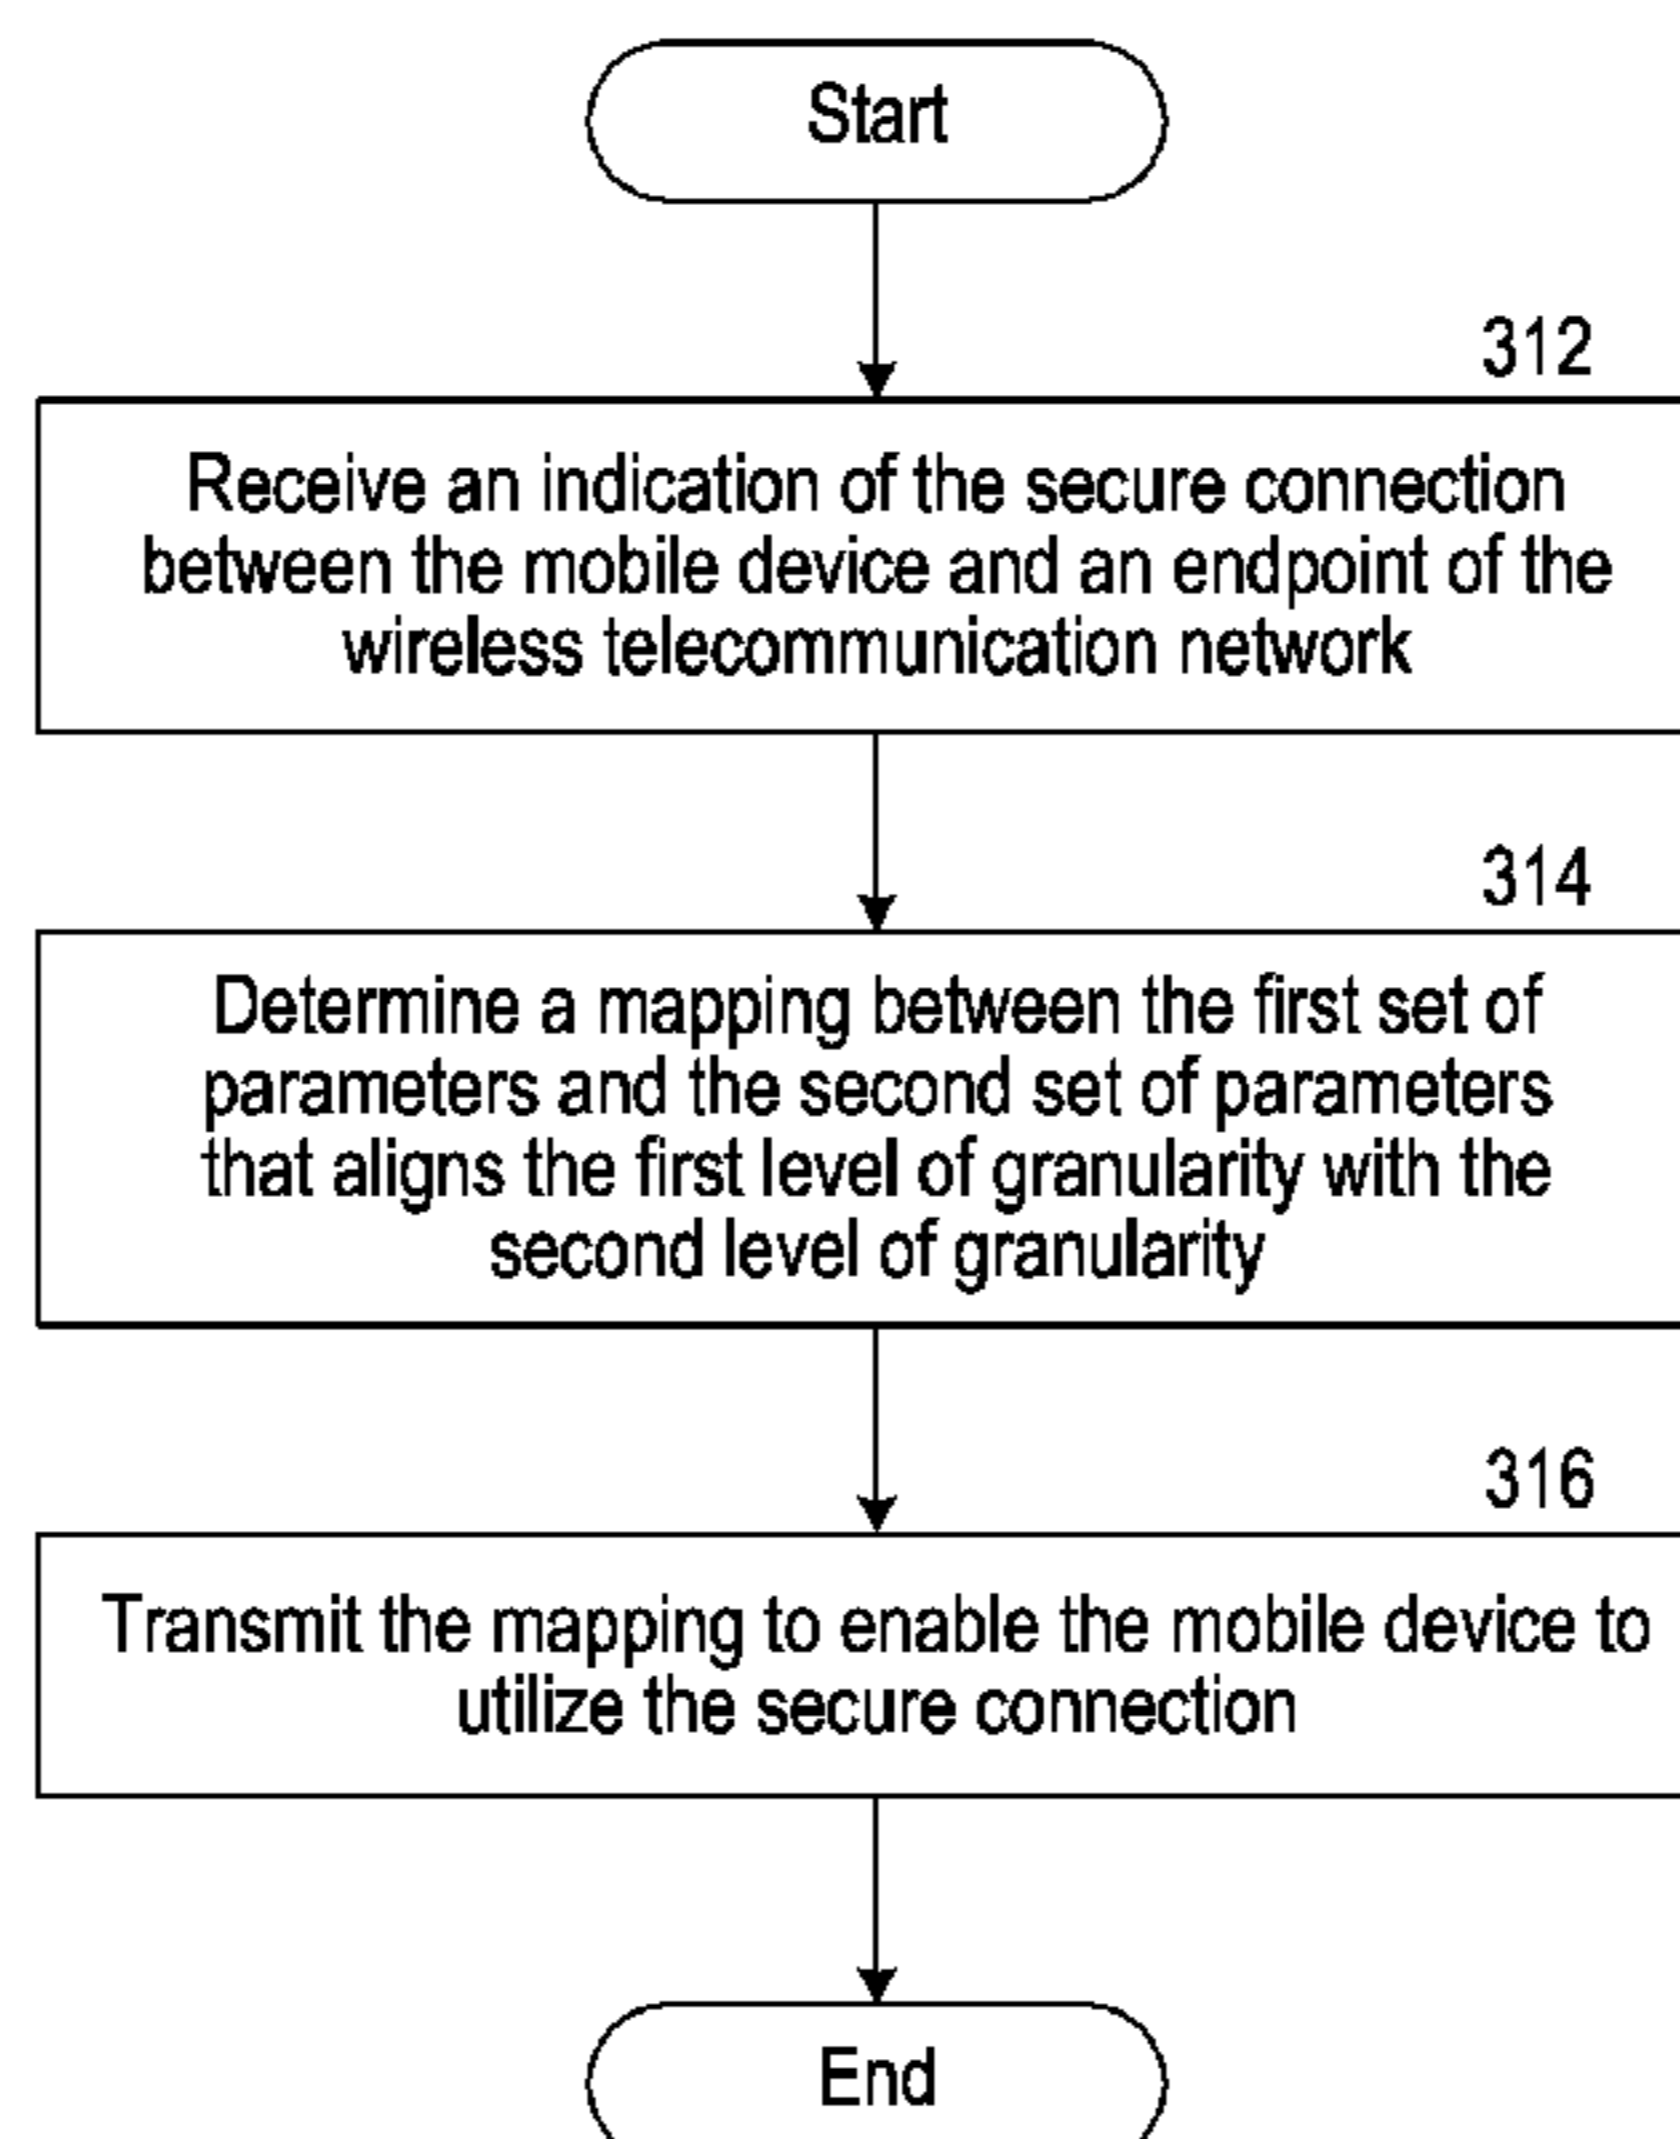 Start
312
Receive an indication of the secure connection
between the mobile device and an endpoint of the
wireless telecommunication network
314
Determine a mapping between the first set of
parameters and the second set of parameters
that aligns the first level of granularity with the
second level of granularity
316
Transmit the mapping to enable the mobile device to
utilize the secure connection
End